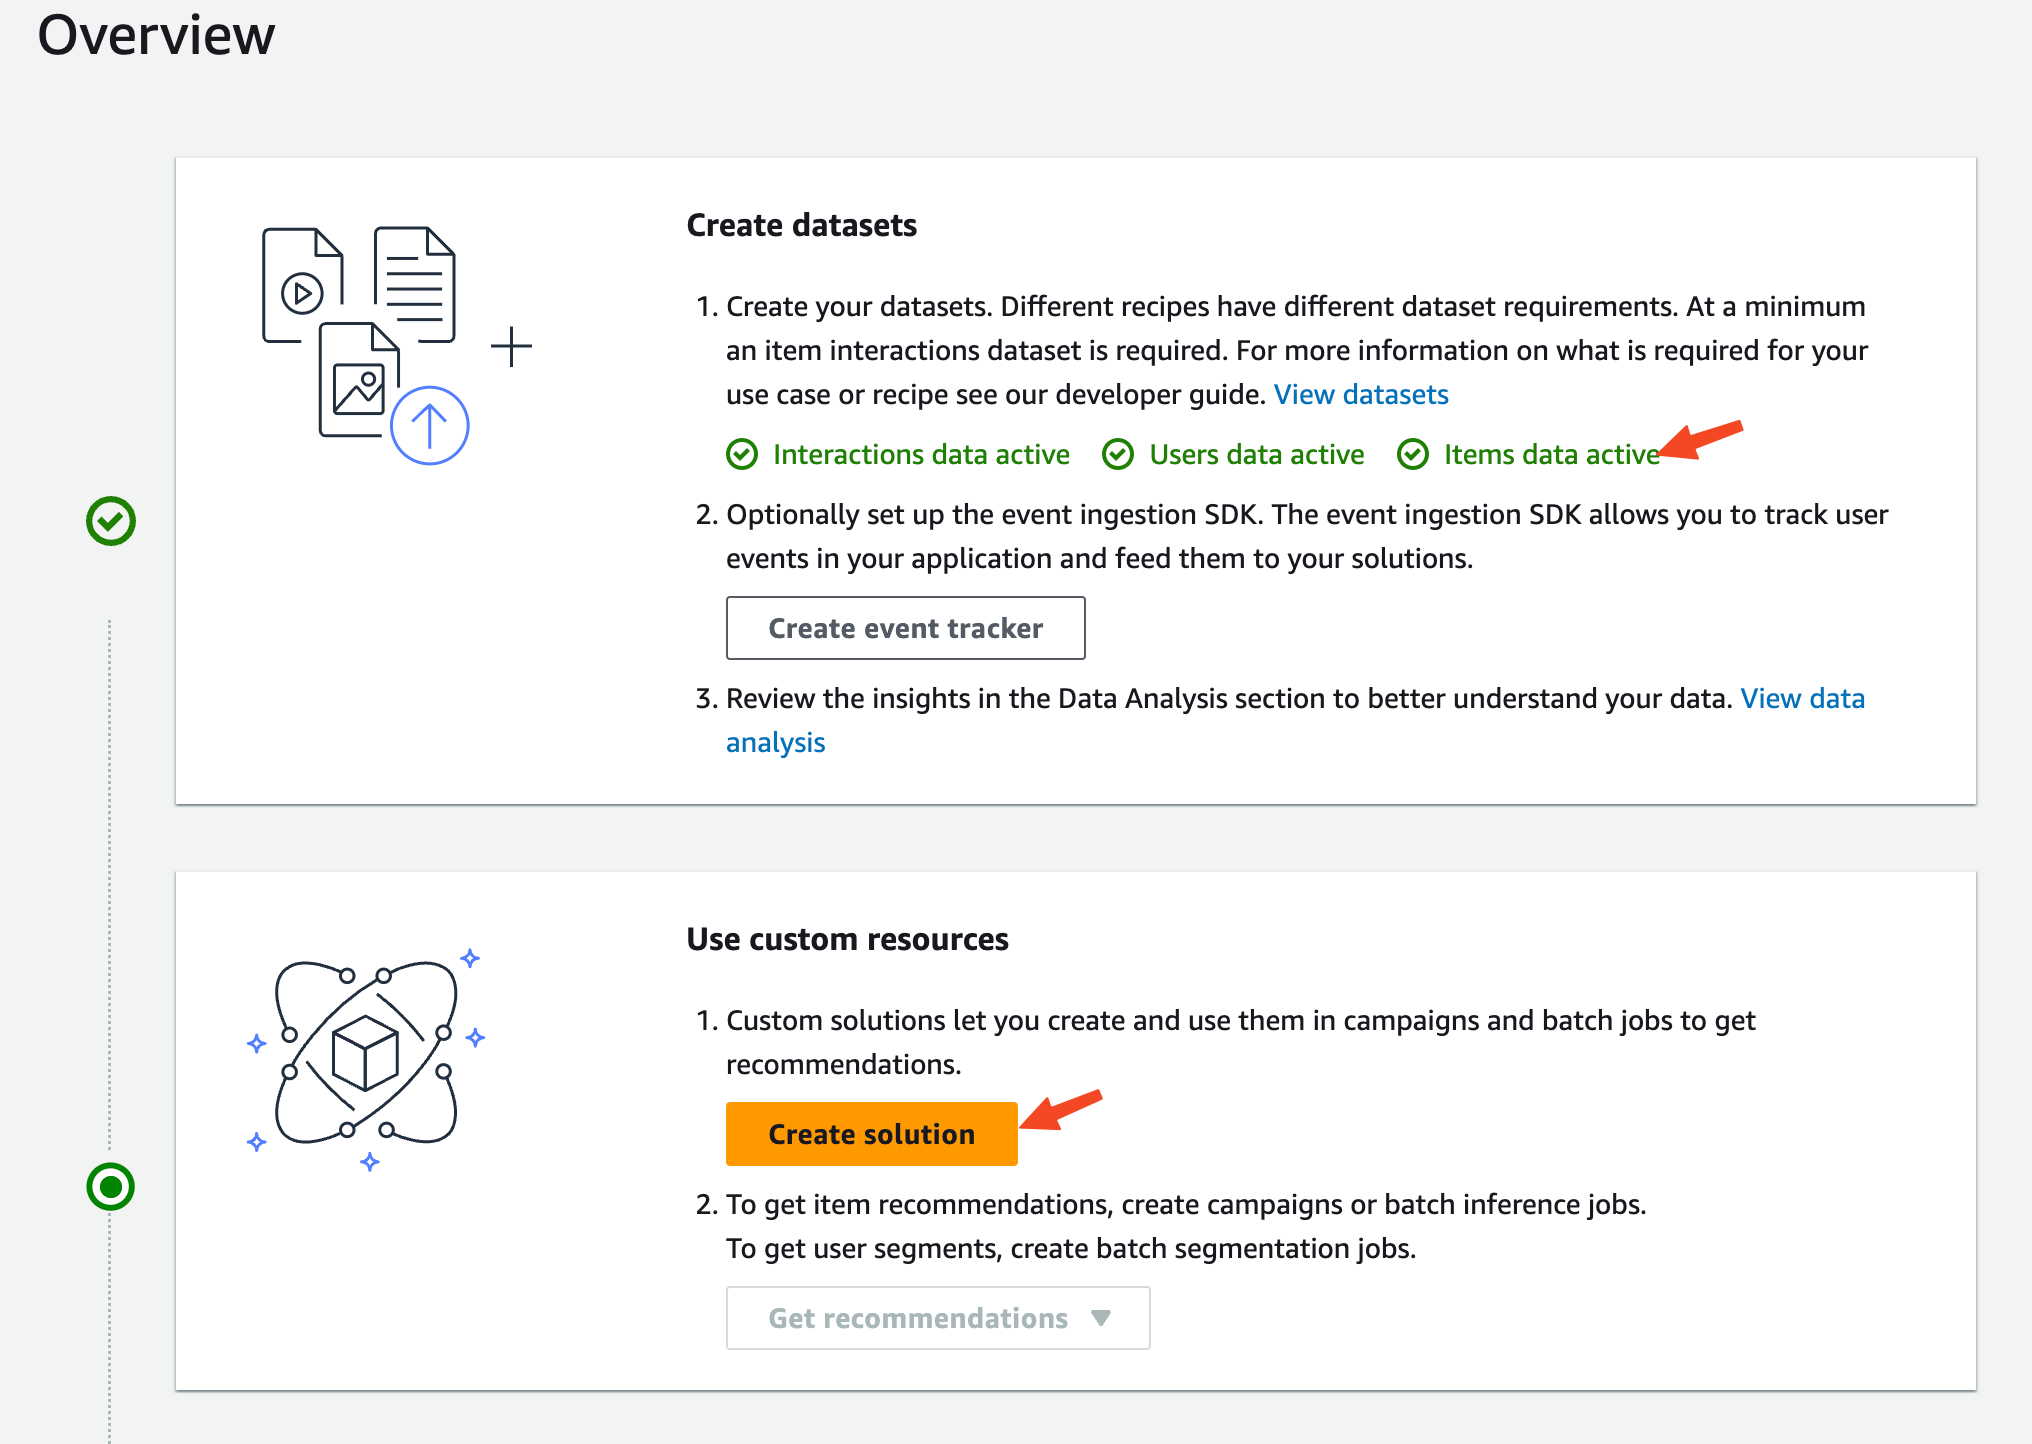 Overview
Create datasets
1. Create your datasets. Different recipes have different dataset requirements. At a minimum
an item interactions dataset is required. For more information on what is required for your
use case or recipe see our developer guide. View datasets
Interactions data active Users data active Items data active
2. Optionally set up the event ingestion SDK. The event ingestion SDK allows you to track user
events in your application and feed them to your solutions.
Create event tracker
3. Review the insights in the Data Analysis section to better understand your data. View data
analysis
Use custom resources
1. Custom solutions let you create and use them in campaigns and batch jobs to get
recommendations.
Create solution
2. To get item recommendations, create campaigns or batch inference jobs.
To get user segments, create batch segmentation jobs.
Get recommendations